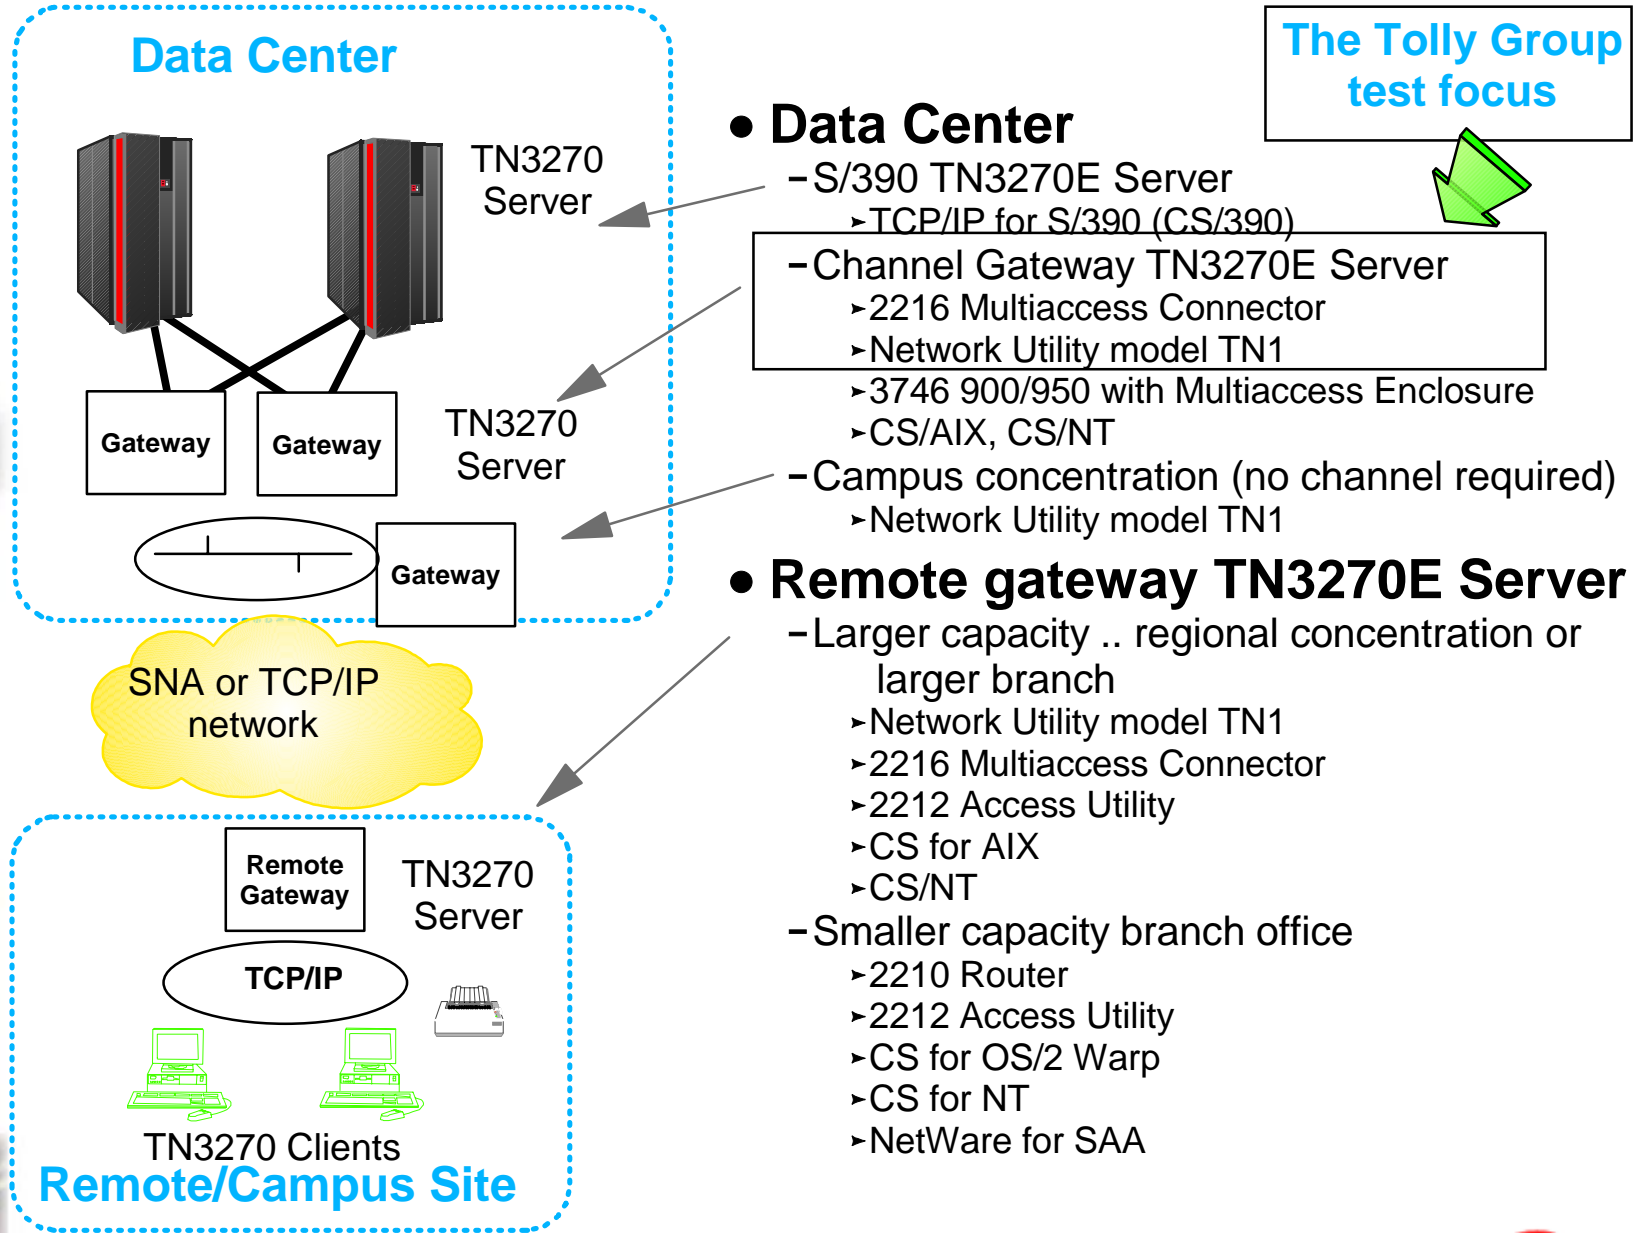 Data Center
TN3270
Server
Gateway
Gateway
TN3270
Server
Gateway
SNA or TCP/IP
network
Remote
Gateway
TN3270
Server
TCP/IP
TN3270 Clients
Remote/Campus Site
The Tolly Group
test focus
● Data Center
–S/390 TN3270E Server
➤TCP/IP for S/390 (CS/390)
–Channel Gateway TN3270E Server
➤2216 Multiaccess Connector
➤Network Utility model TN1
➤3746 900/950 with Multiaccess Enclosure
➤CS/AIX, CS/NT
–Campus concentration (no channel required)
➤Network Utility model TN1
● Remote gateway TN3270E Server
–Larger capacity .. regional concentration or
larger branch
➤Network Utility model TN1
➤2216 Multiaccess Connector
➤2212 Access Utility
➤CS for AIX
➤CS/NT
–Smaller capacity branch office
➤2210 Router
➤2212 Access Utility
➤CS for OS/2 Warp
➤CS for NT
➤NetWare for SAA